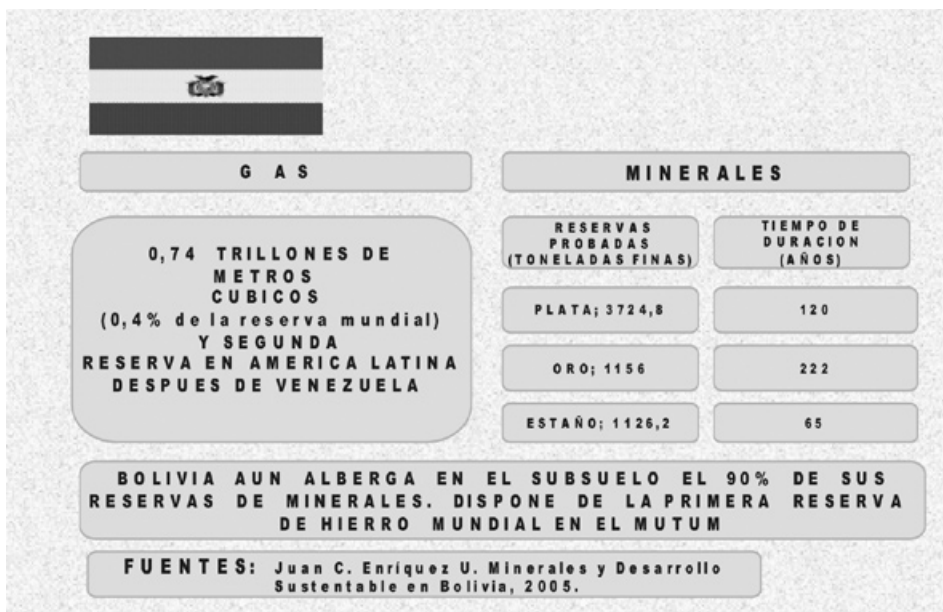 GAS
MINERALES
0,74 TRILLONES DE
METROS
CUBICOS
(0,4% de la reserva mundial)
Y SEGUNDA
RESERVA EN AMERICA LATINA
DESPUES DE VENEZUELA
RESERVAS
PROBADAS
(TONELADAS FINAS)
TIEMPO DE
DURACION
(AÑOS)
PLATA; 3724,8
120
ORO; 1156
222
ESTAÑO; 1126,2
65
BOLIVIA AUN ALBERGA EN EL SUBSUELO EL 90% DE SUS
RESERVAS DE MINERALES. DISPONE DE LA PRIMERA RESERVA
DE HIERRO MUNDIAL EN EL MUTUM
FUENTES: Juan C. Enríquez U. Minerales y Desarrollo
Sustentable en Bolivia, 2005.